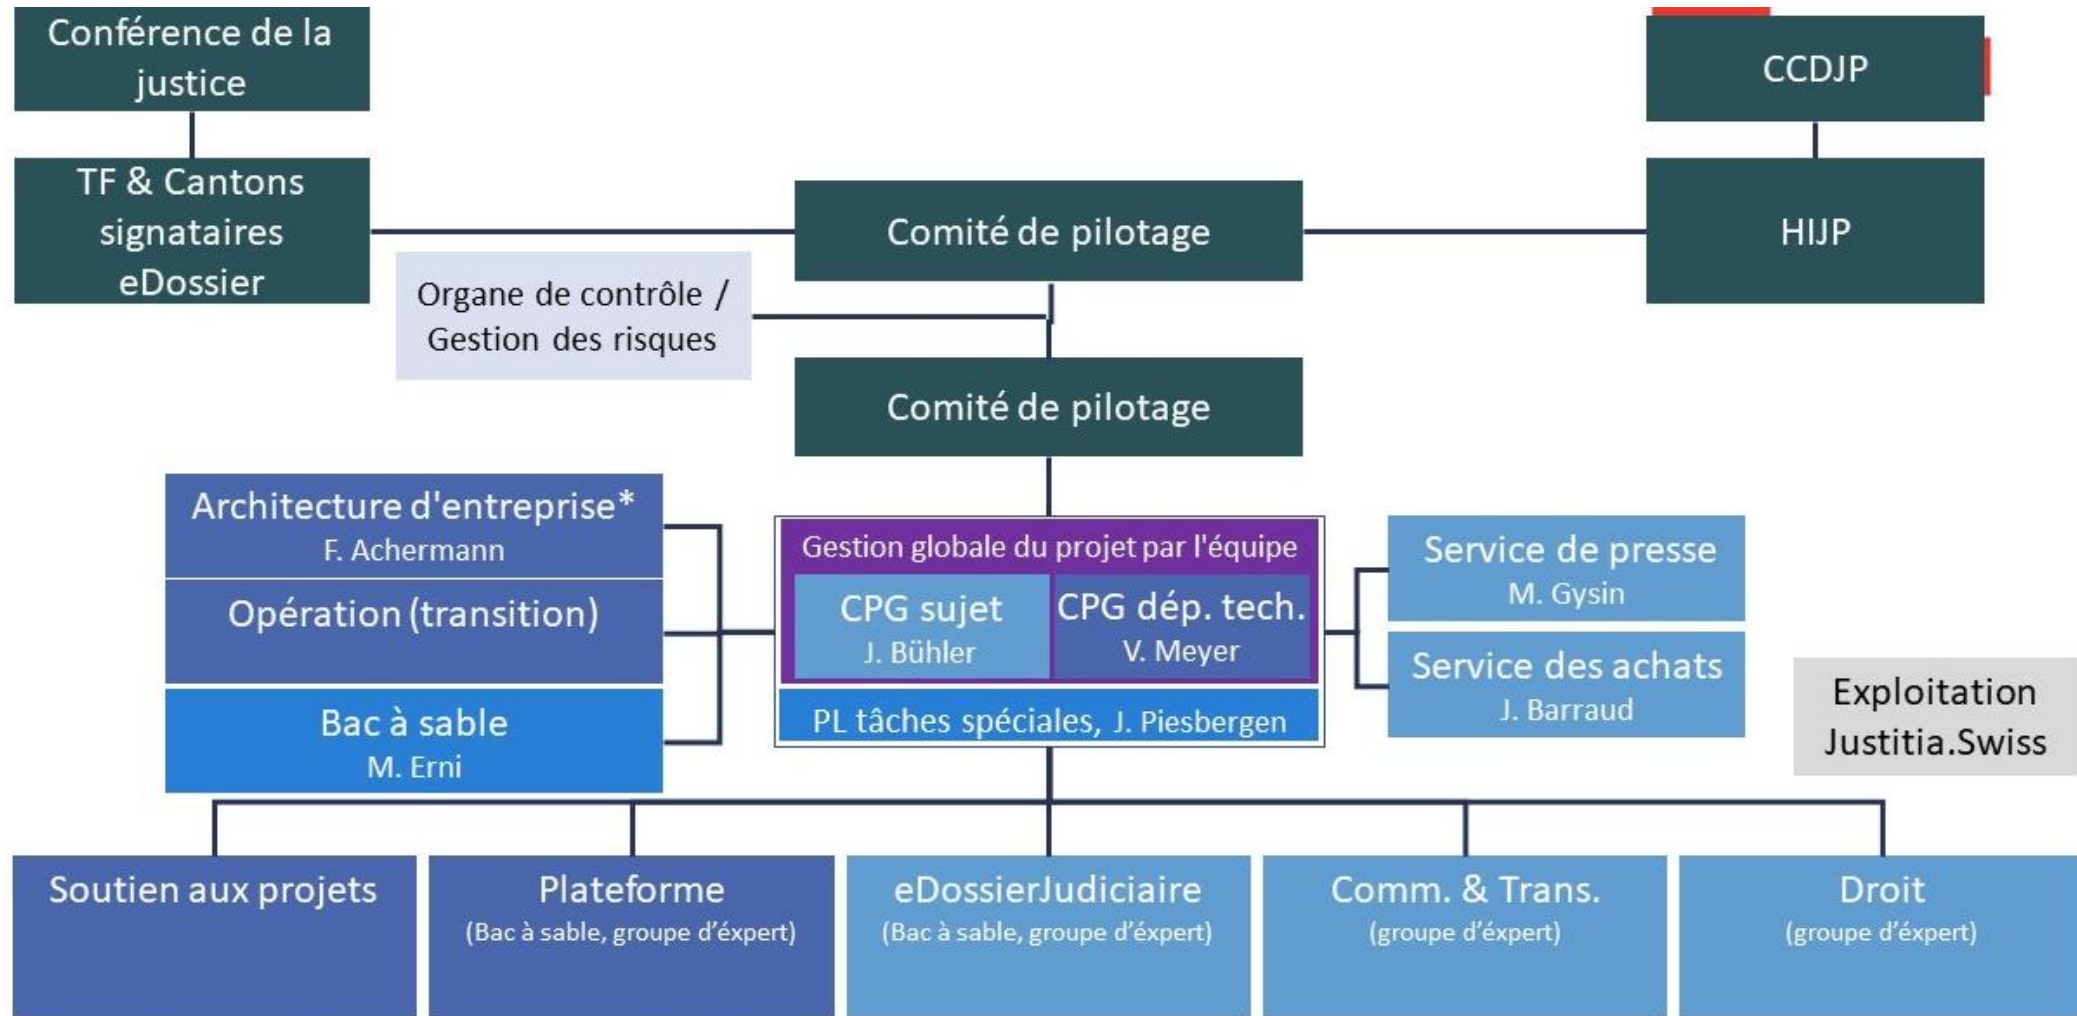 Conférence de la
justice
CCDJP
TF & Cantons
signataires
eDossier
Comité de pilotage
HIJP
Organe de contrôle /
Gestion des risques
Comité de pilotage
Architecture d'entreprise*
F. Achermann
Opération (transition)
Bac à sable
M. Erni
Gestion globale du projet par l'équipe
CPG sujet
J. Bühler
CPG dép. tech.
V. Meyer
PL tâches spéciales, J. Piesbergen
Service de presse
M. Gysin
Service des achats
J. Barraud
Exploitation
Justitia.Swiss
Soutien aux projets
Plateforme
(Bac à sable, groupe d'éxpert)
eDossierJudiciaire
(Bac à sable, groupe d'éxpert)
Comm. & Trans.
(groupe d'éxpert)
Droit
(groupe d'éxpert)